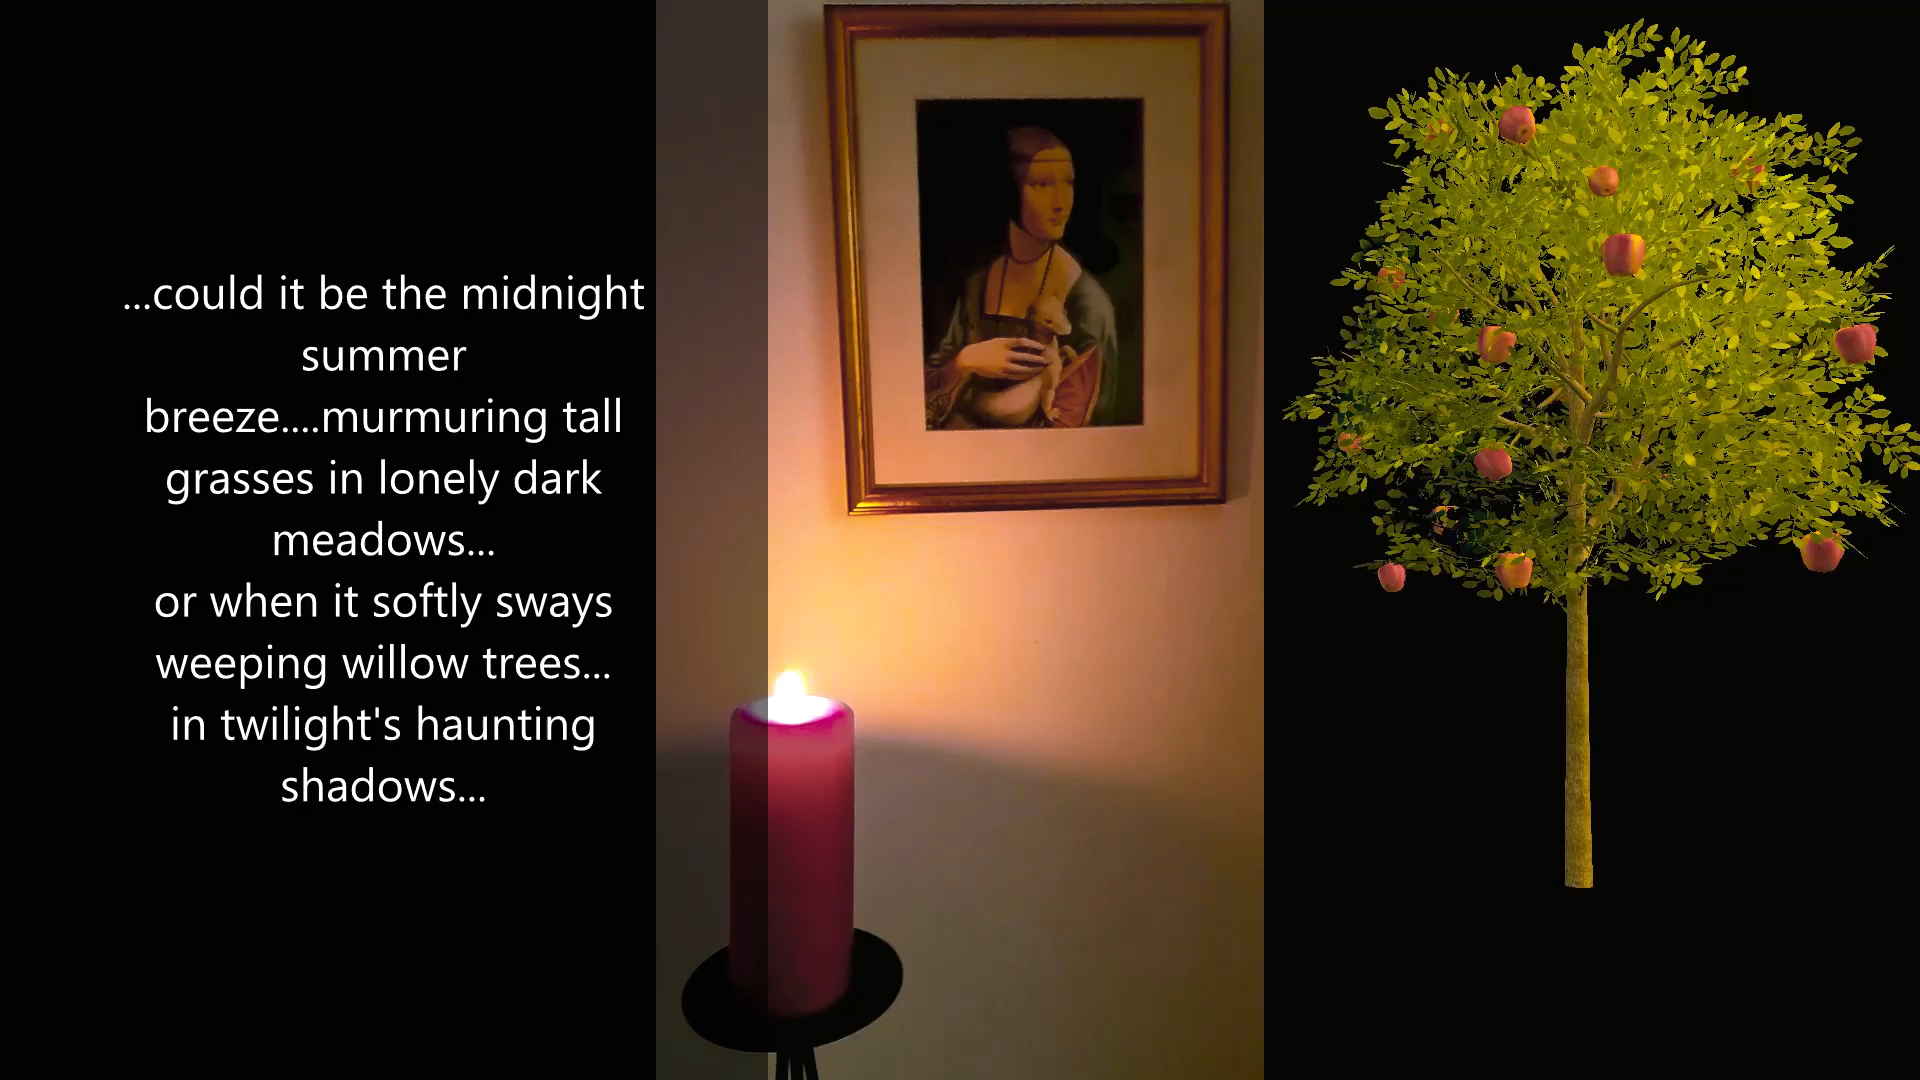 ...could it be the midnight
summer
breeze....murmuring tall
grasses in lonely dark
meadows...
or when it softly sways
weeping willow trees...
in twilight's haunting
shadows...